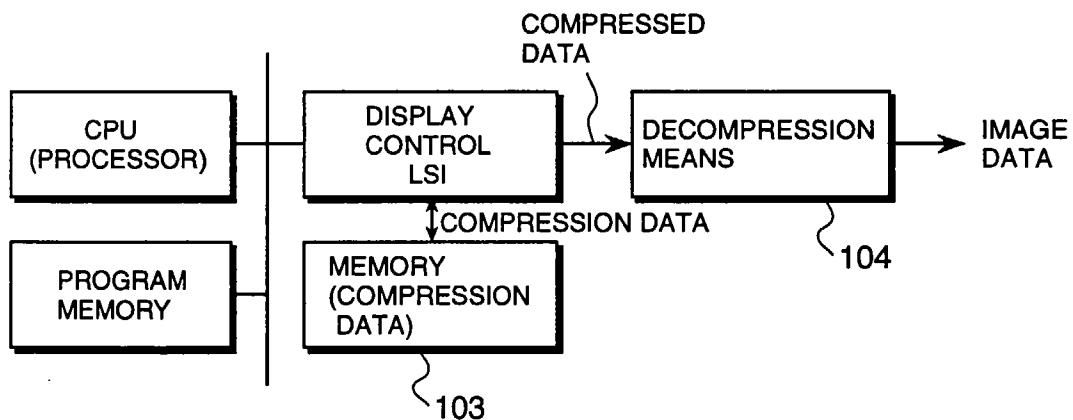 COMPRESSED
DATA
CPU
(PROCESSOR)
DISPLAY
CONTROL
LSI
DECOMPRESSION
MEANS
IMAGE
DATA
COMPRESSION DATA
104
PROGRAM
MEMORY
MEMORY
(COMPRESSION
DATA)
103